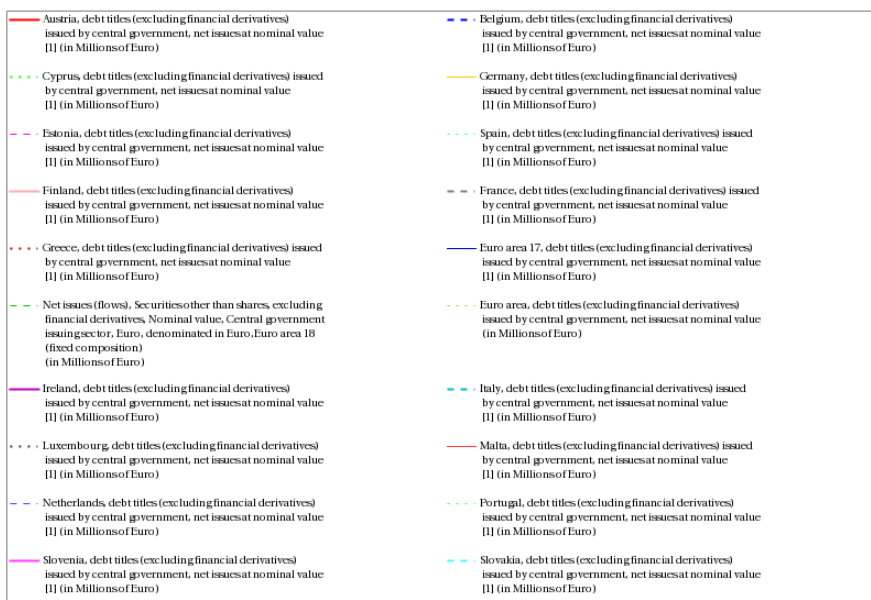 Austria, debt titles (excluding financial derivatives)
issued by central government, net issues at nominal value
[1] (in Millions of Euro)
Belgium, debt titles (excluding financial derivatives)
issued by central government, net issues at nominal value
[1] (in Millions of Euro)
Cyprus, debt titles (excluding financial derivatives) issued
by central government, net issues at nominal value
[1] (in Millions of Euro)
Germany, debt titles (excluding financial derivatives)
issued by central government, net issues at nominal value
[1] (in Millions of Euro)
Estonia, debt titles (excluding financial derivatives)
issued by central government, net issues at nominal value
[1] (in Millions of Euro)
Spain, debt titles (excluding financial derivatives) issued
by central government, net issues at nominal value
[1] (in Millions of Euro)
Finland, debt titles (excluding financial derivatives)
issued by central government, net issues at nominal value
[1] (in Millions of Euro)
France, debt titles (excluding financial derivatives) issued
by central government, net issues at nominal value
[1] (in Millions of Euro)
Greece, debt titles (excluding financial derivatives) issued
by central government, net issues at nominal value
[1] (in Millions of Euro)
Euro area 17, debt titles (excluding financial derivatives)
issued by central government, net issues at nominal value
[1] (in Millions of Euro)
Net issues (flows), Securities other than shares, excluding
financial derivatives, Nominal value, Central government
issuing sector, Euro, denominated in Euro, Euro area 18
(fixed composition)
(in Millions of Euro)
Euro area, debt titles (excluding financial derivatives)
issued by central government, net issues at nominal value
(in Millions of Euro)
Ireland, debt titles (excluding financial derivatives)
issued by central government, net issues at nominal value
[1] (in Millions of Euro)
Italy, debt titles (excluding financial derivatives) issued
by central government, net issues at nominal value
[1] (in Millions of Euro)
Luxembourg, debt titles (excluding financial derivatives)
issued by central government, net issues at nominal value
[1] (in Millions of Euro)
Malta, debt titles (excluding financial derivatives) issued
by central government, net issues at nominal value
[1] (in Millions of Euro)
Netherlands, debt titles (excluding financial derivatives)
issued by central government, net issues at nominal value
[1] (in Millions of Euro)
Portugal, debt titles (excluding financial derivatives)
issued by central government, net issues at nominal value
[1] (in Millions of Euro)
Slovenia, debt titles (excluding financial derivatives)
issued by central government, net issues at nominal value
[1] (in Millions of Euro)
Slovakia, debt titles (excluding financial derivatives)
issued by central government, net issues at nominal value
[1] (in Millions of Euro)